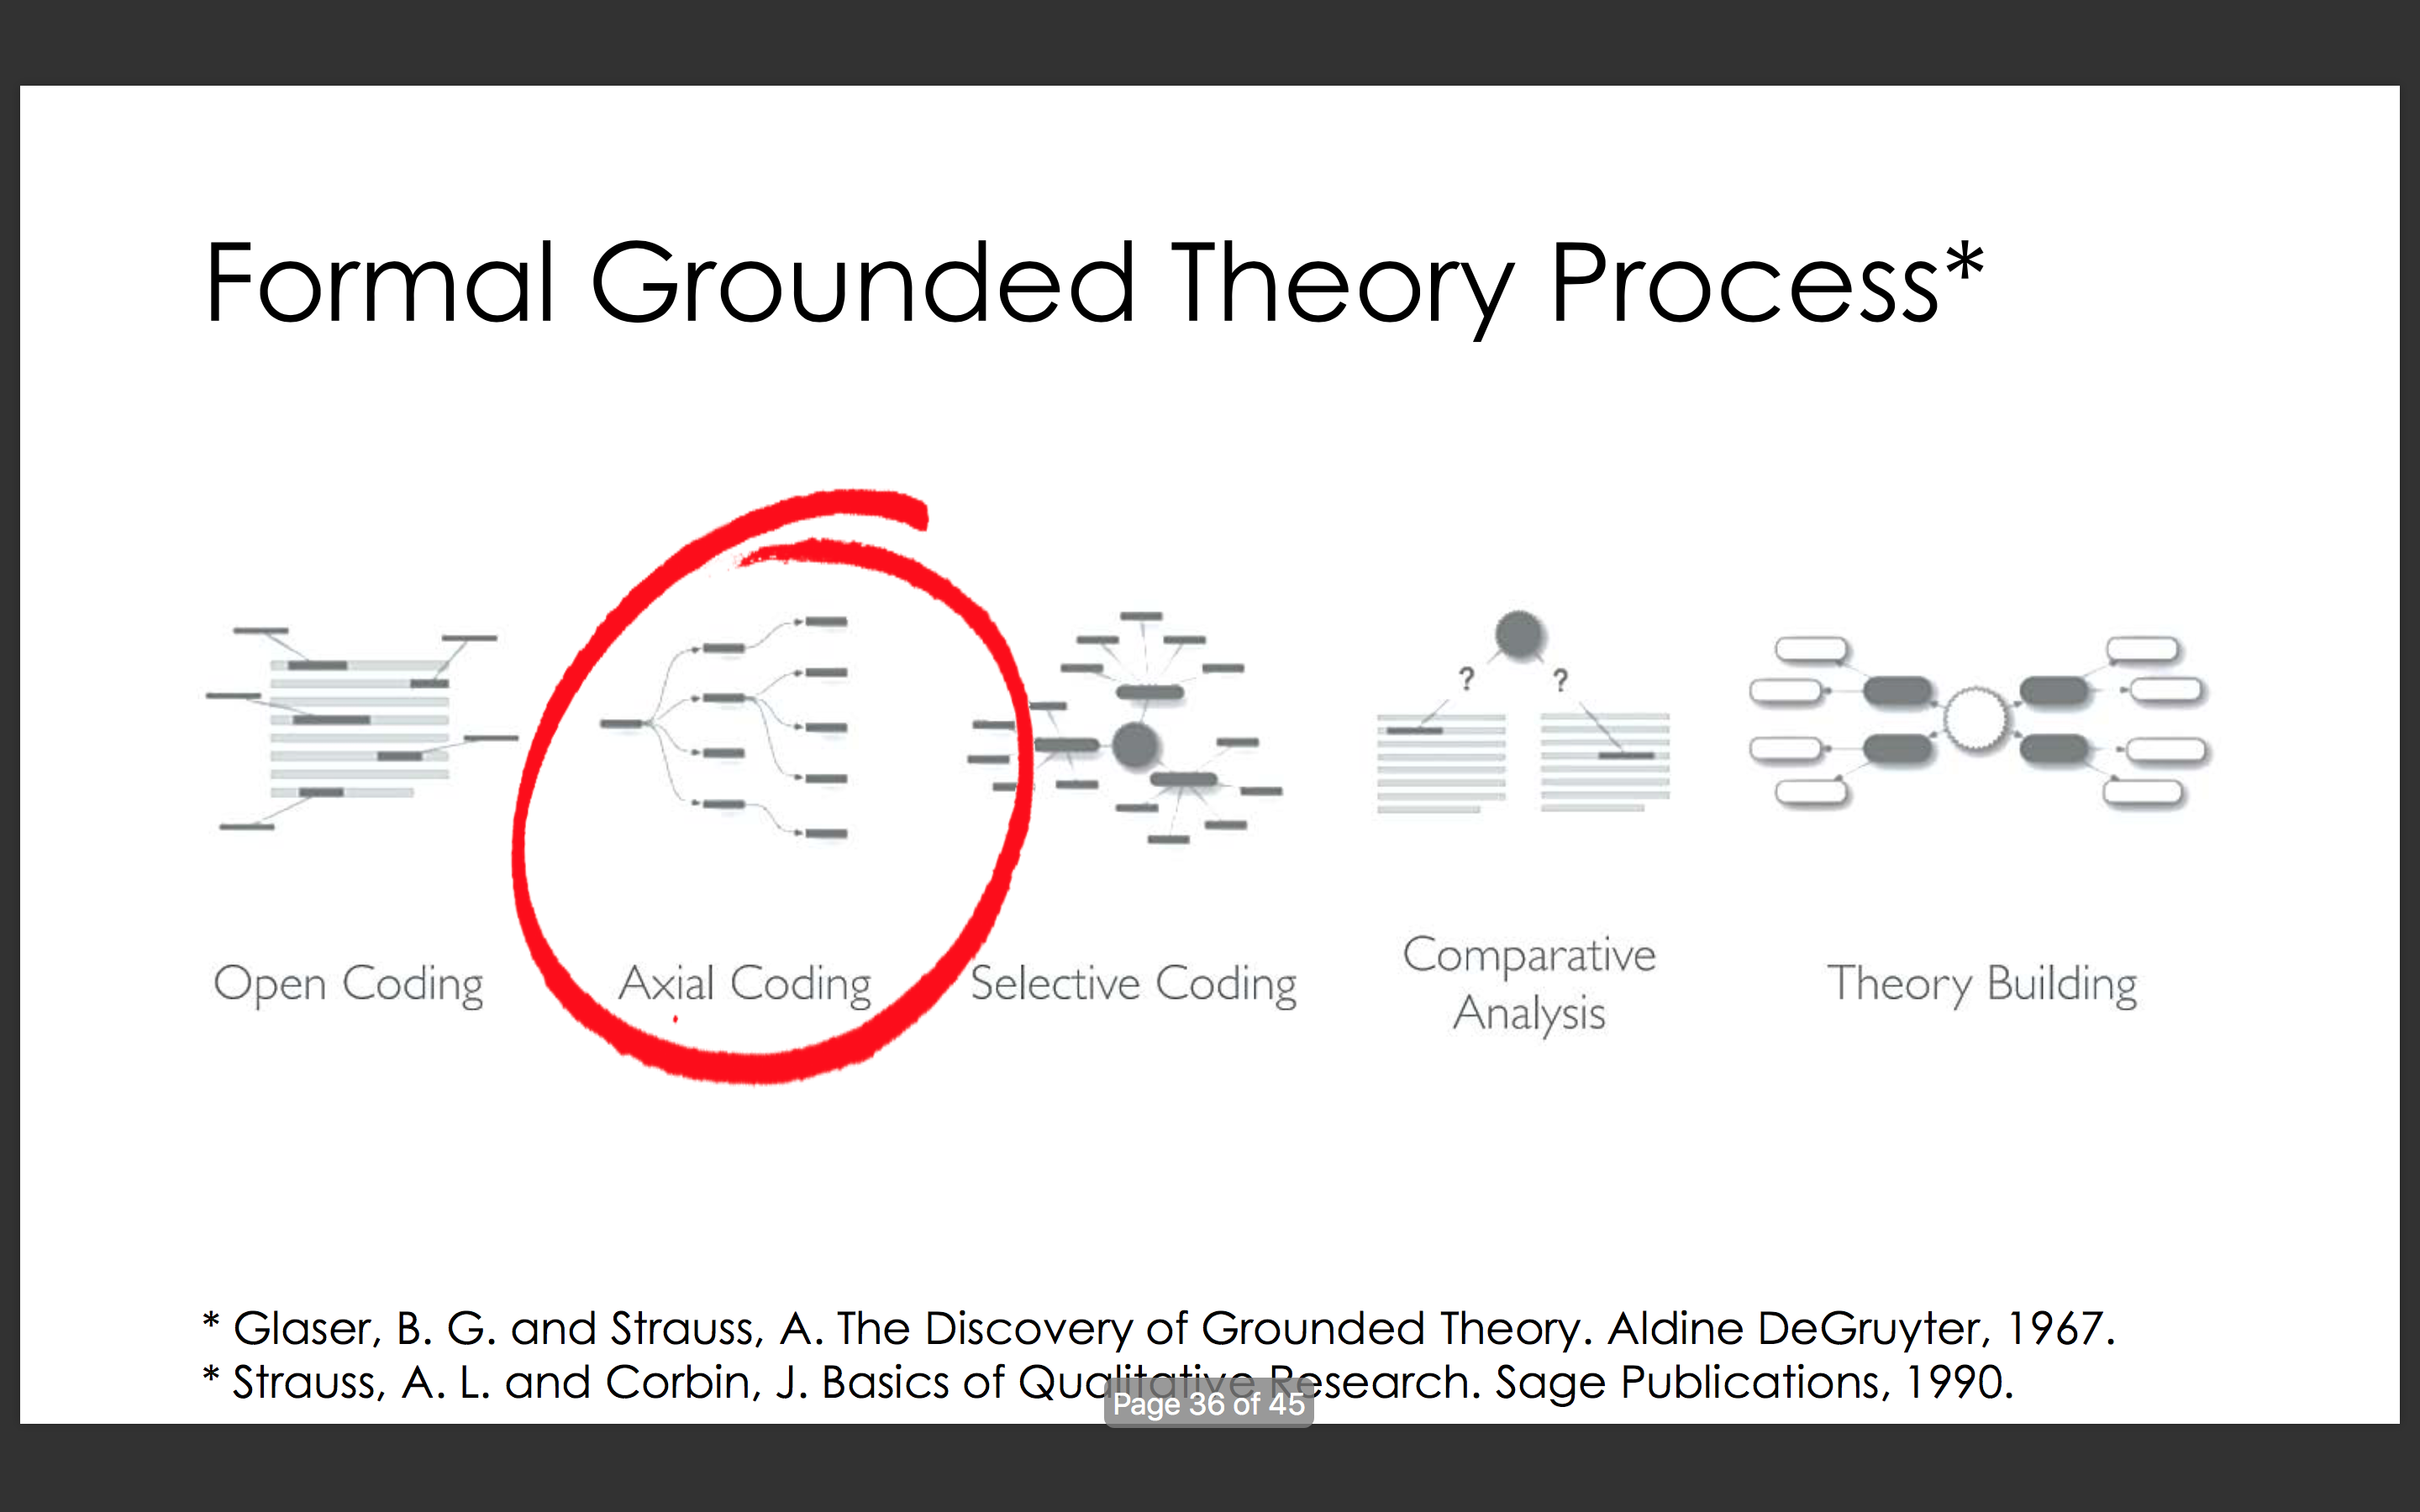 Formal Grounded Theory Process*
? ?
Open Coding
Axial Coding
Selective Coding
Comparative
Analysis
Theory Building
* Glaser, B. G. and Strauss, A. The Discovery of Grounded Theory. Aldine DeGruyter, 1967.
* Strauss, A. L. and Corbin, J. Basics of Qualitative Research. Sage Publications, 1990.
Page 36 of 45